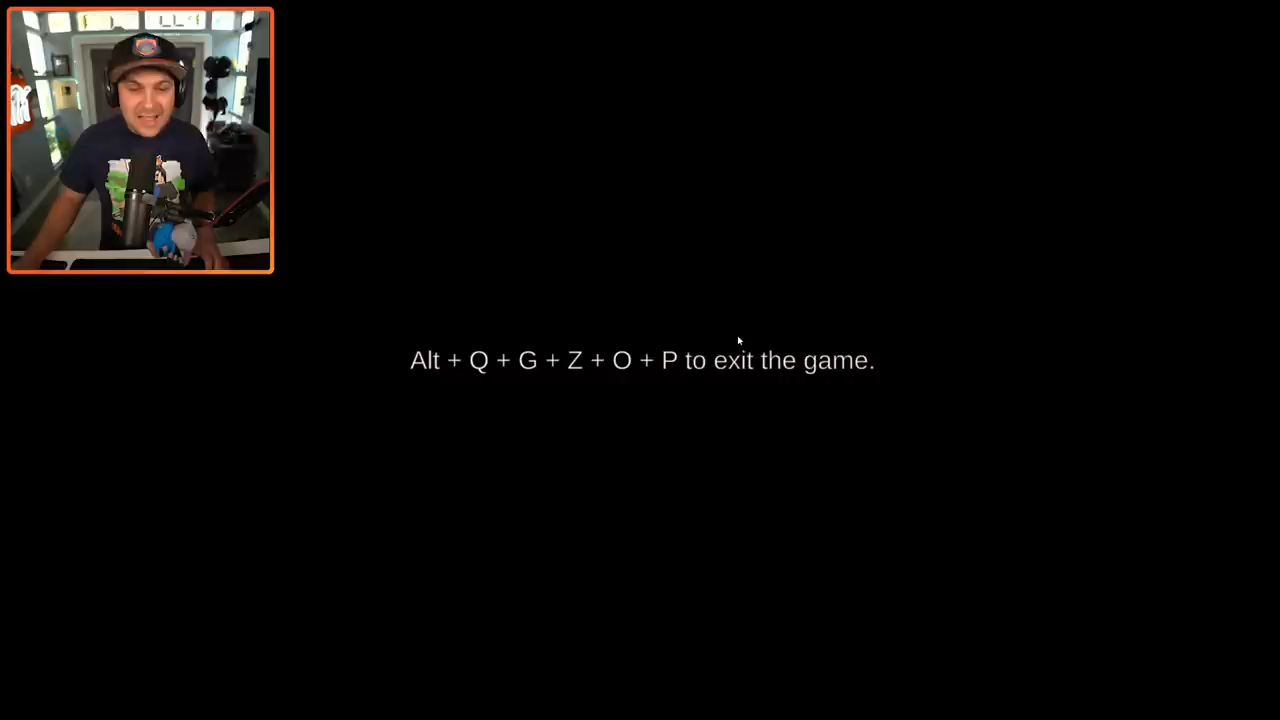 Alt + Q + G + Z + O + P to exit the game.